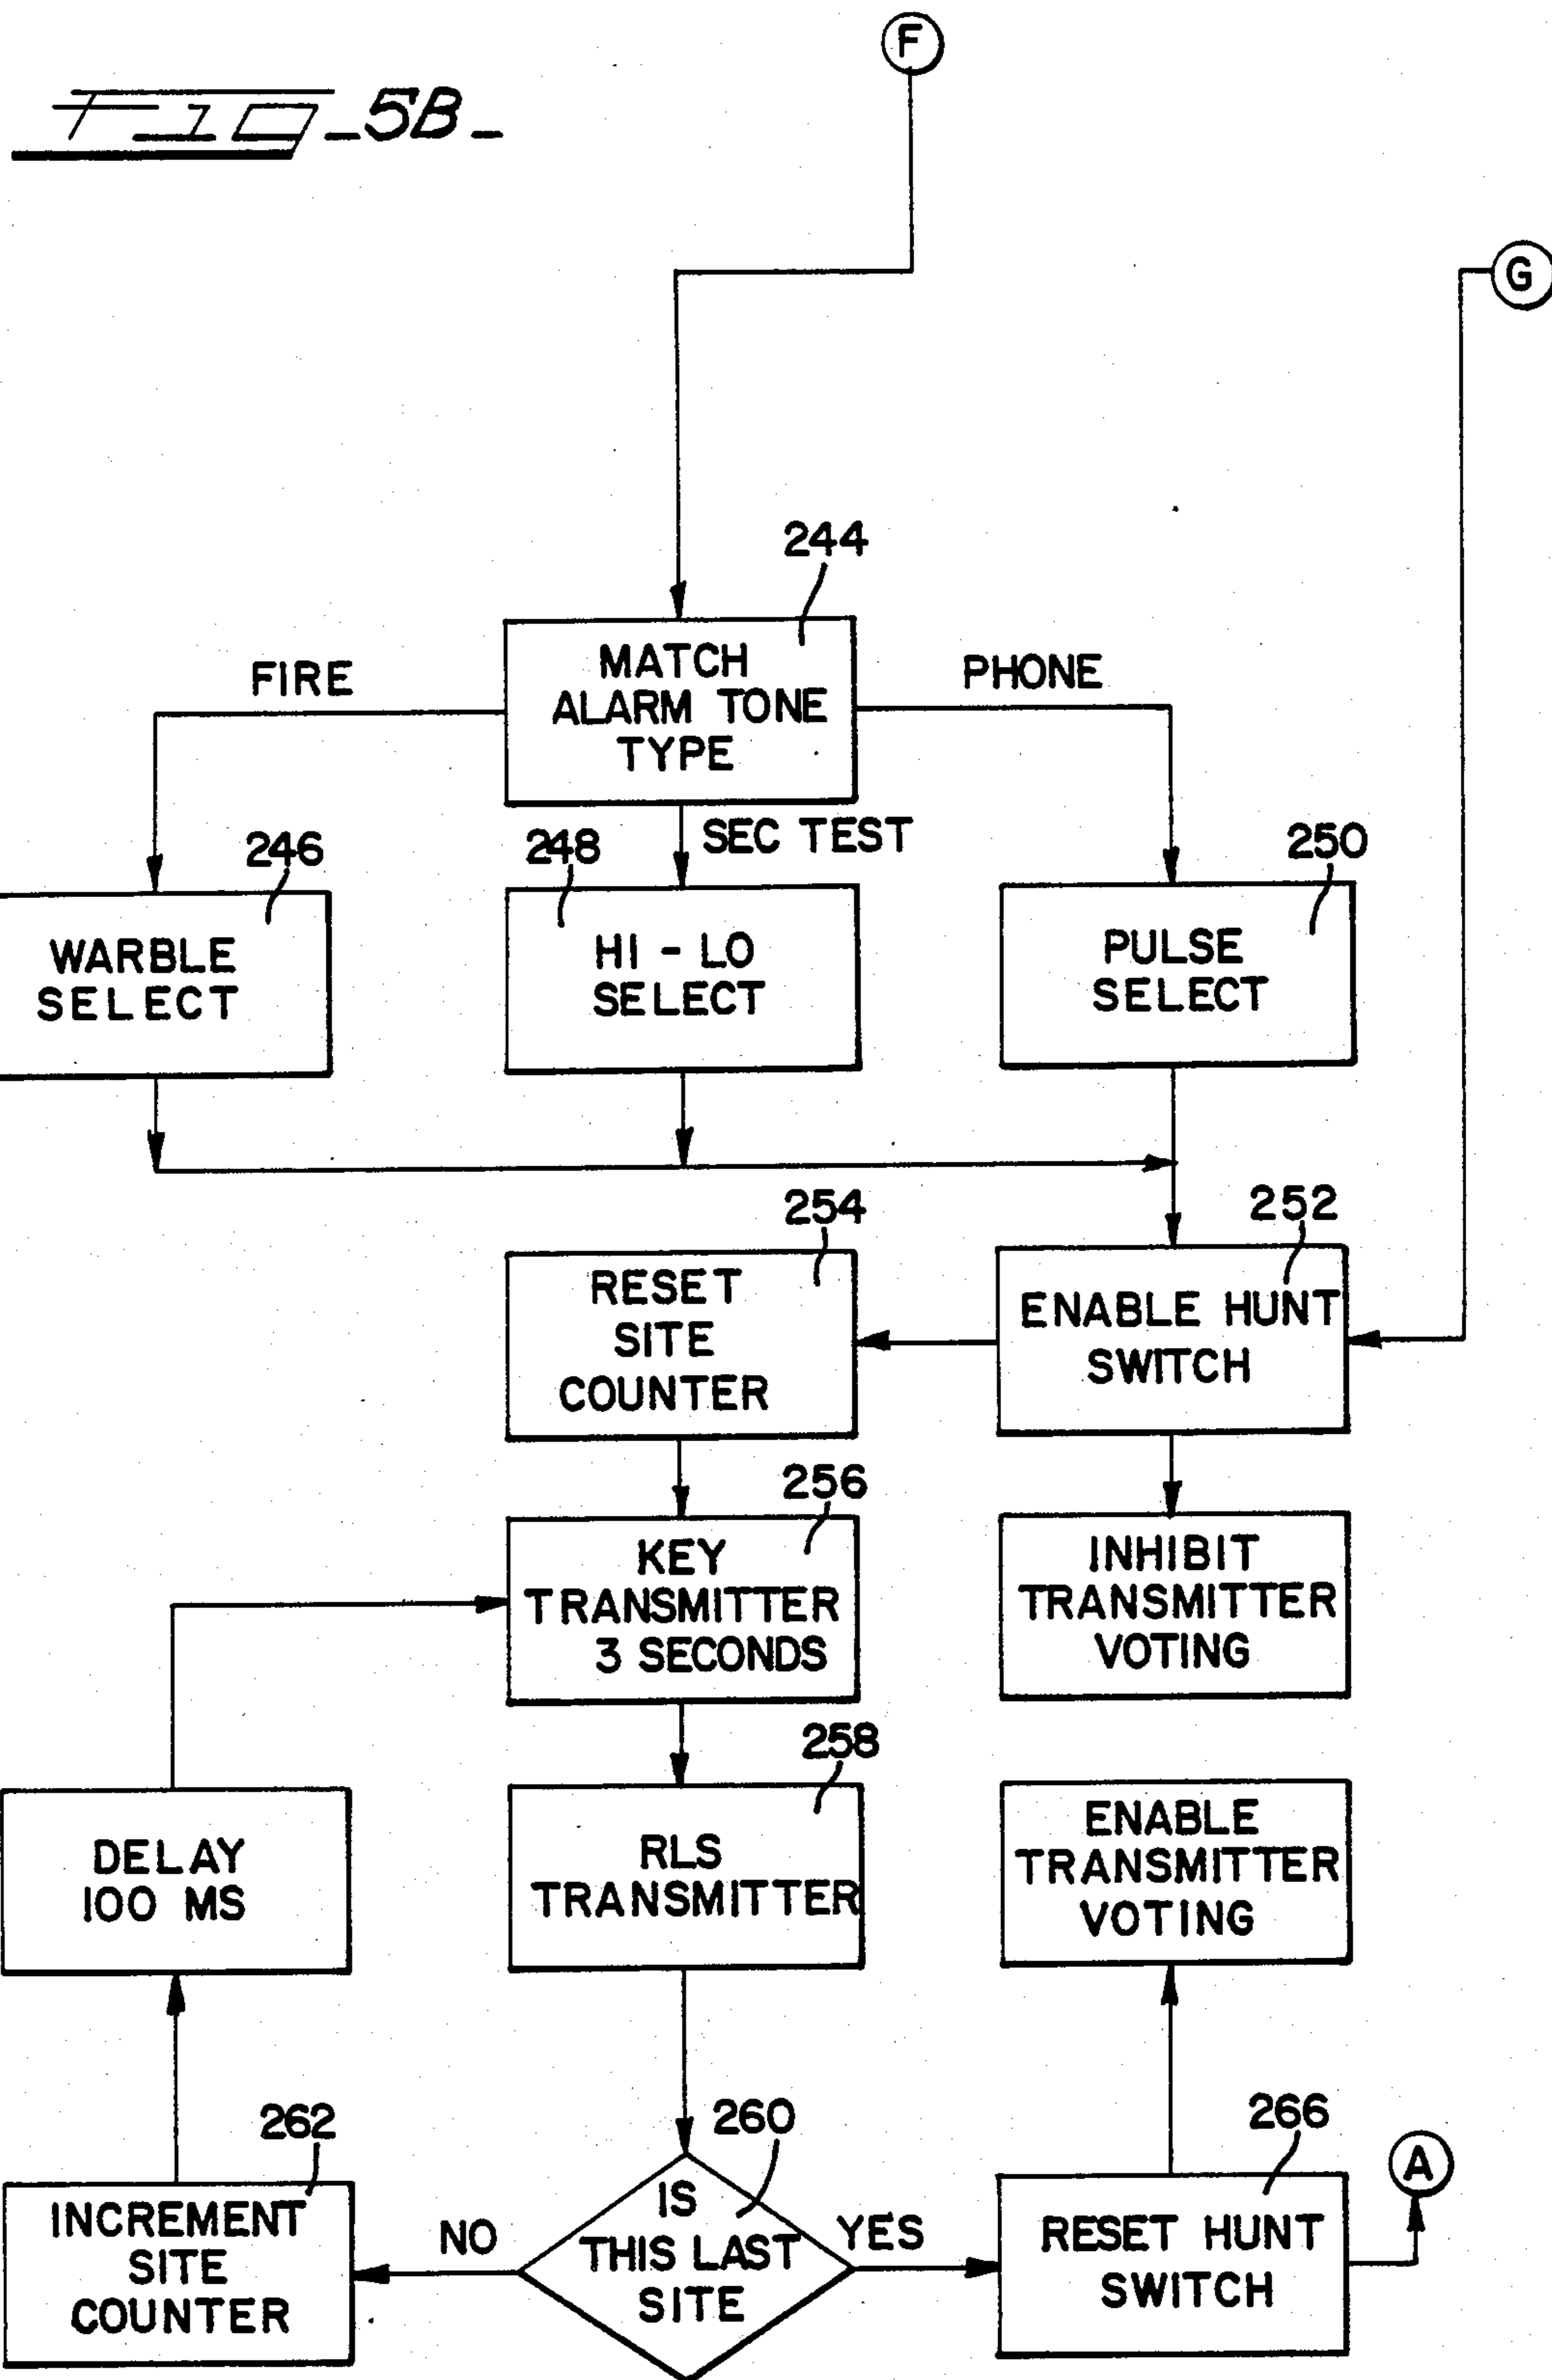 F
FIG_5B_
G
244
MATCH
ALARM TONE
TYPE
FIRE
PHONE
SEC TEST
246
248
250
WARBLE
SELECT
HI - LO
SELECT
PULSE
SELECT
254
252
RESET
SITE
COUNTER
ENABLE HUNT
SWITCH
256
KEY
TRANSMITTER
3 SECONDS
INHIBIT
TRANSMITTER
VOTING
258
DELAY
100 MS
RLS
TRANSMITTER
ENABLE
TRANSMITTER
VOTING
262
260
266
A
INCREMENT
SITE
COUNTER
NO
IS
THIS LAST
SITE
YES
RESET HUNT
SWITCH